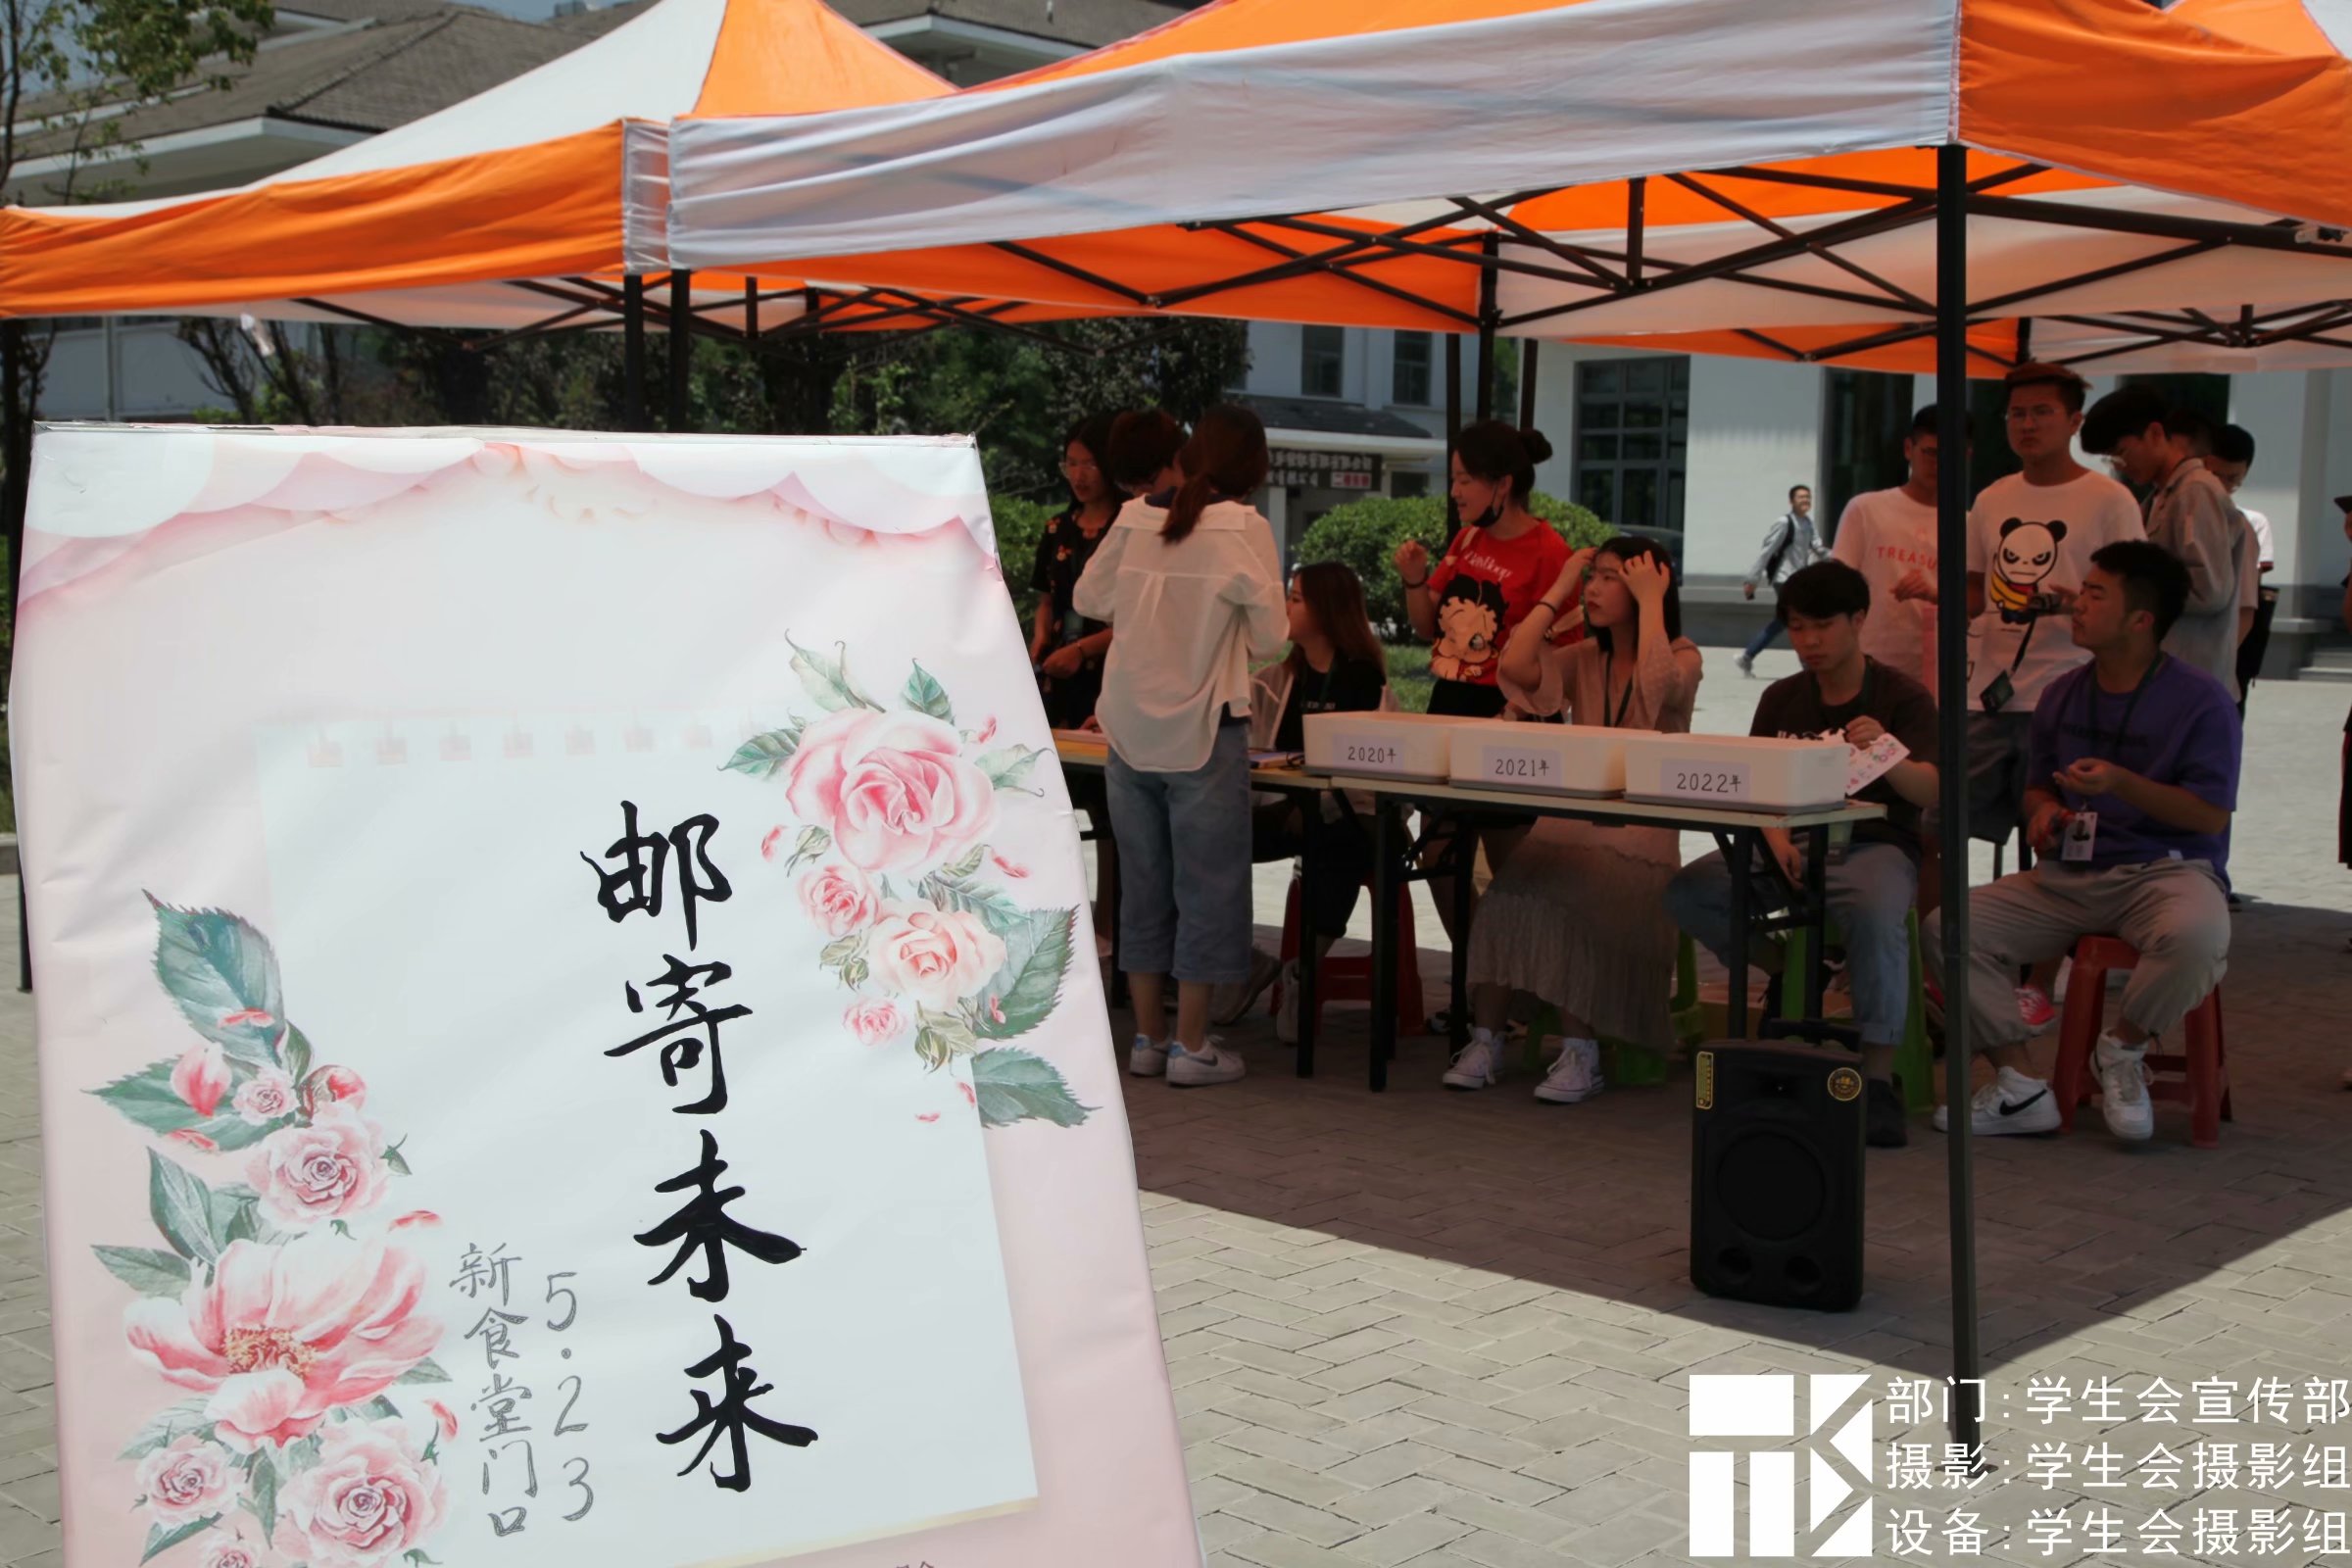 邮寄未来
5.23
新食堂门口
2020年
2021年
2022年
TREASU
部门:学生会宣传部
摄影:学生会摄影组
设备:学生会摄影组